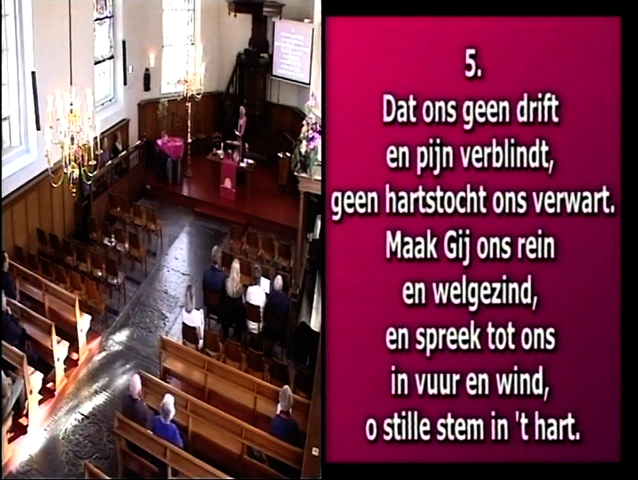 5.
Dat ons geen drift
en pijn verblindt,
geen hartstocht ons verwart.
Maak Gij ons rein
en welgezind,
en spreek tot ons
in vuur en wind,
o stille stem in 't hart.